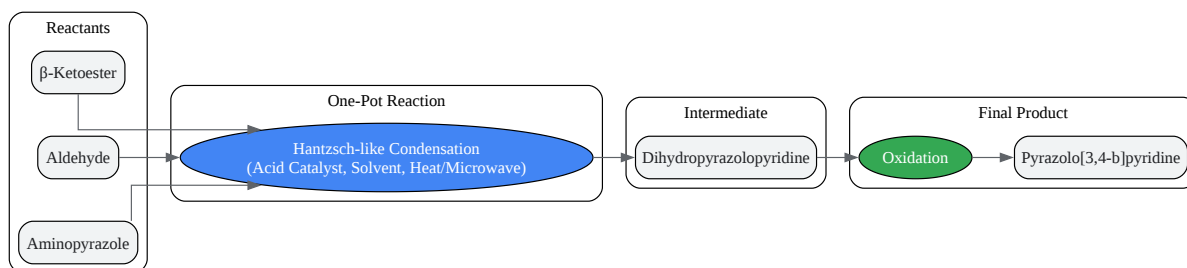 Reactants
β-Ketoester
Aldehyde
Aminopyrazole
One-Pot Reaction
Hantzsch-like Condensation
(Acid Catalyst, Solvent, Heat/Microwave)
Intermediate
Dihydropyrazolopyridine
Final Product
Oxidation
Pyrazolo[3,4-b]pyridine